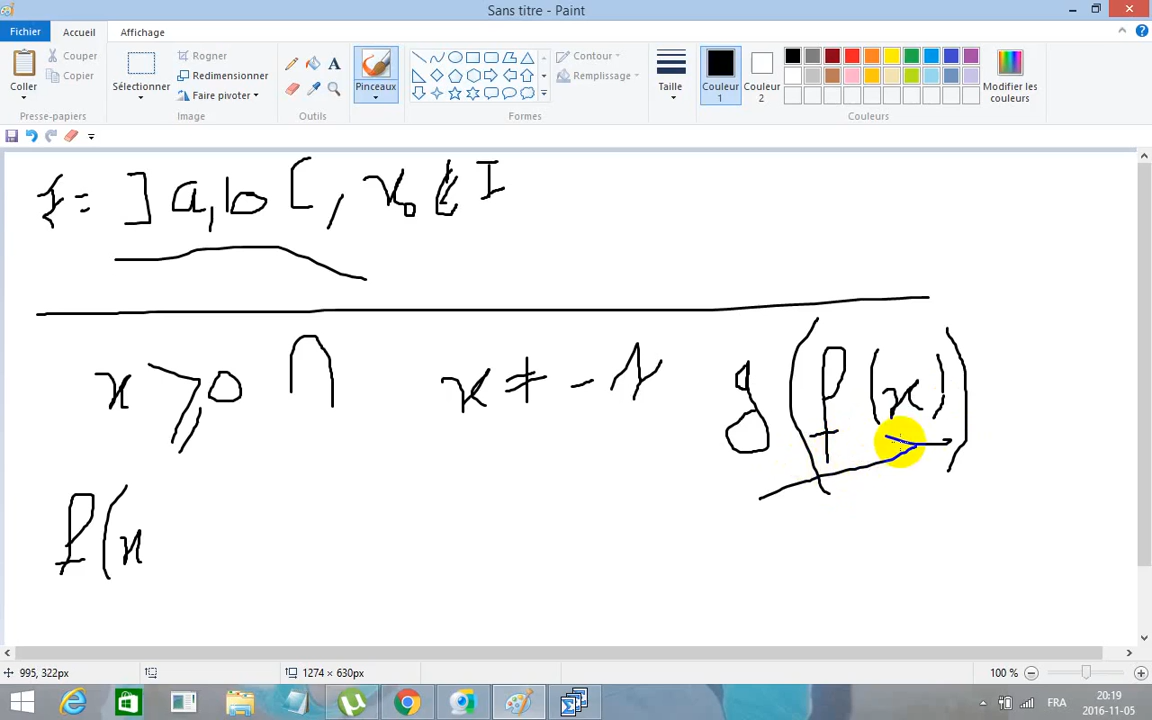 Sans titre - Paint
Fichier Accueil Affichage
Coller Couper Copier Presse-papiers
Sélectionner Rogner Redimensionner Faire pivoter Image
A Outils
Pinceaux
Contour Remplissage Formes
Taille
Couleur 1 Couleur 2 Modifier les couleurs Couleurs
= ]a,b[, x₀ ∈ I
x ⩾ 0 ∩ x ≠ -1 g(f(x))
f(x
995, 322px 1274 × 630px 100 %
FRA 20:19 2016-11-05